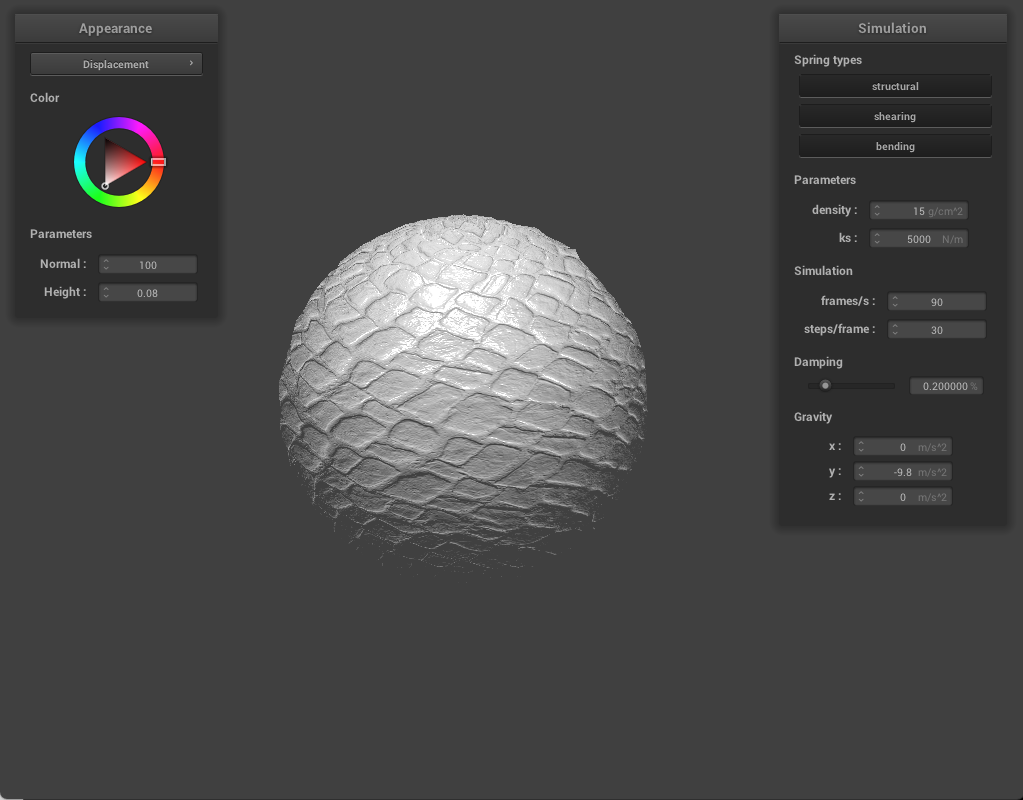 Appearance
Displacement
Color
Parameters
Normal : 100
Height : 0.08
Simulation
Spring types
structural
shearing
bending
Parameters
density : 15 g/cm^2
ks : 5000 N/m
Simulation
frames/s : 90
steps/frame : 30
Damping
0.200000 %
Gravity
x : 0 m/s^2
y : -9.8 m/s^2
z : 0 m/s^2